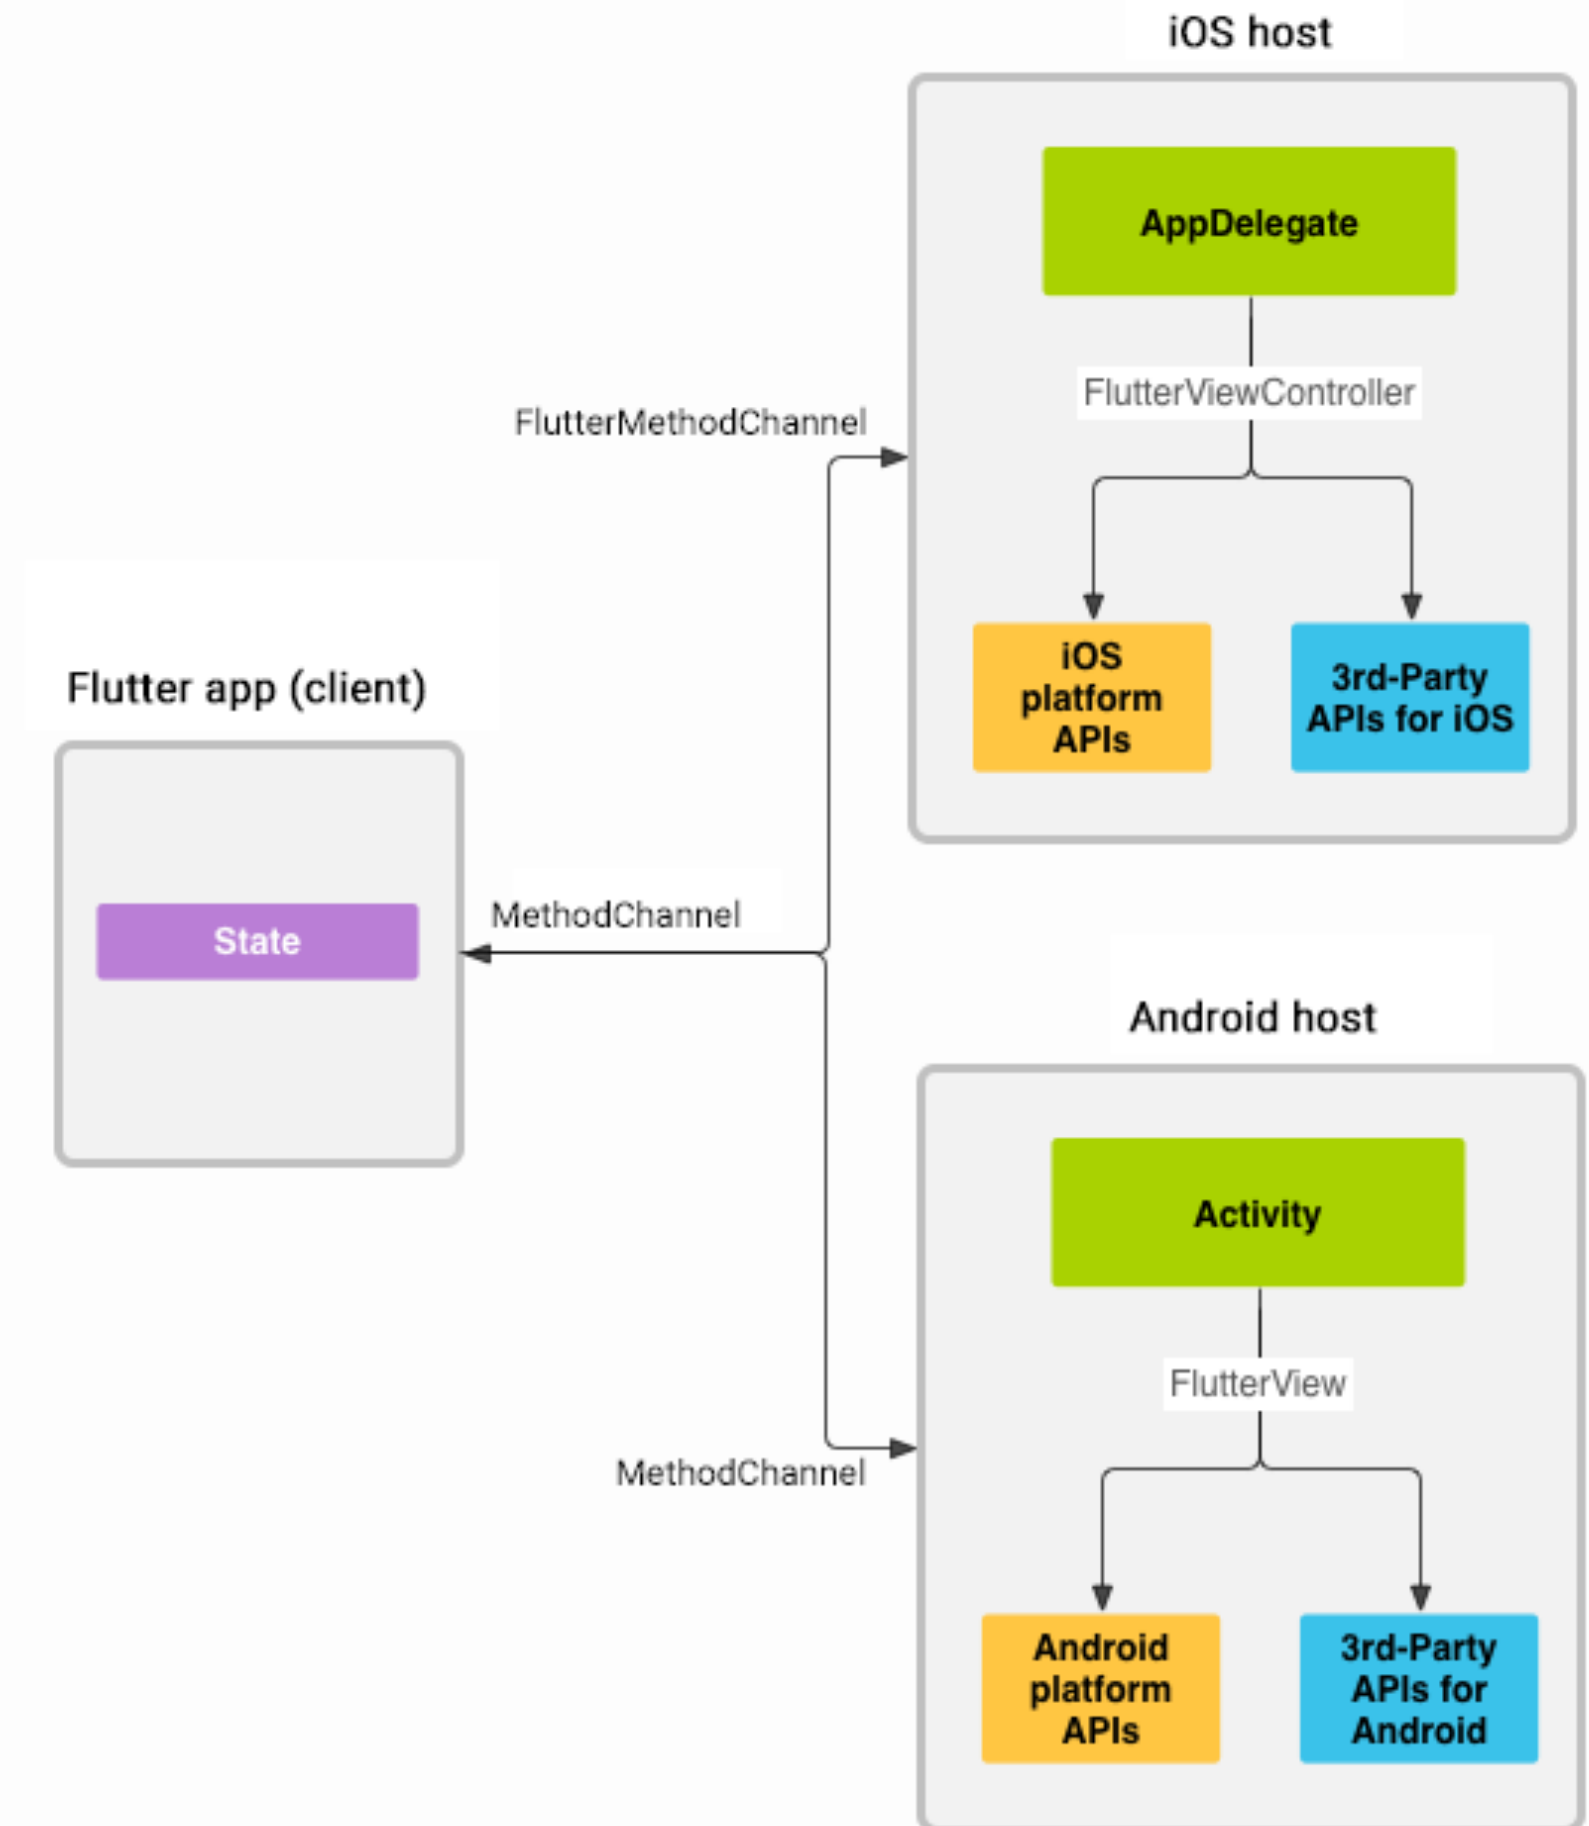 iOS host
AppDelegate
FlutterViewController
FlutterMethodChannel
iOS
platform
APIs
3rd-Party
APIs for iOS
Flutter app (client)
State
MethodChannel
Android host
Activity
FlutterView
MethodChannel
Android
platform
APIs
3rd-Party
APIs for
Android